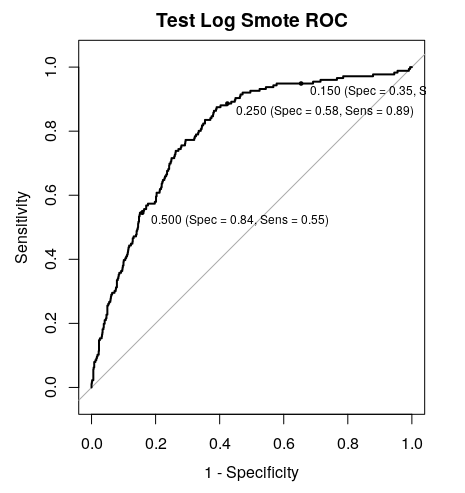 Test Log Smote ROC
Sensitivity
1.0
0.8
0.6
0.4
0.2
0.0
0.150 (Spec = 0.35, S
0.250 (Spec = 0.58, Sens = 0.89)
0.500 (Spec = 0.84, Sens = 0.55)
0.0 0.2 0.4 0.6 0.8 1.0
1 - Specificity